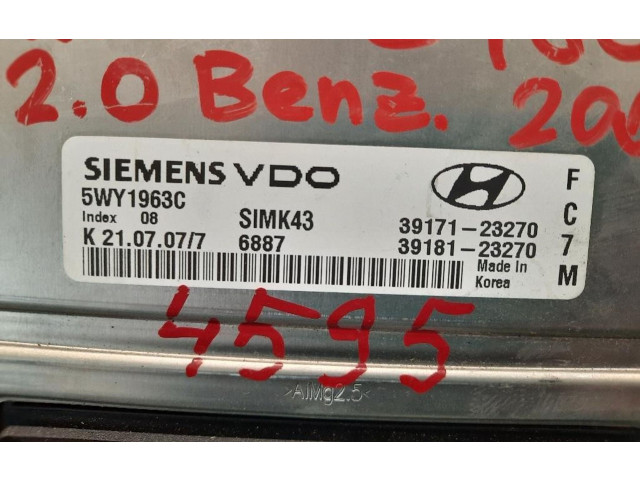 2.0 Benz. 200
SIEMENS VDO
5WY1963C
Index 08 SIMK43 39171-23270
K 21.07.07/7 6887 39181-23270
Made In
Korea
F
C
7
M
4595
>AlMg2.5<